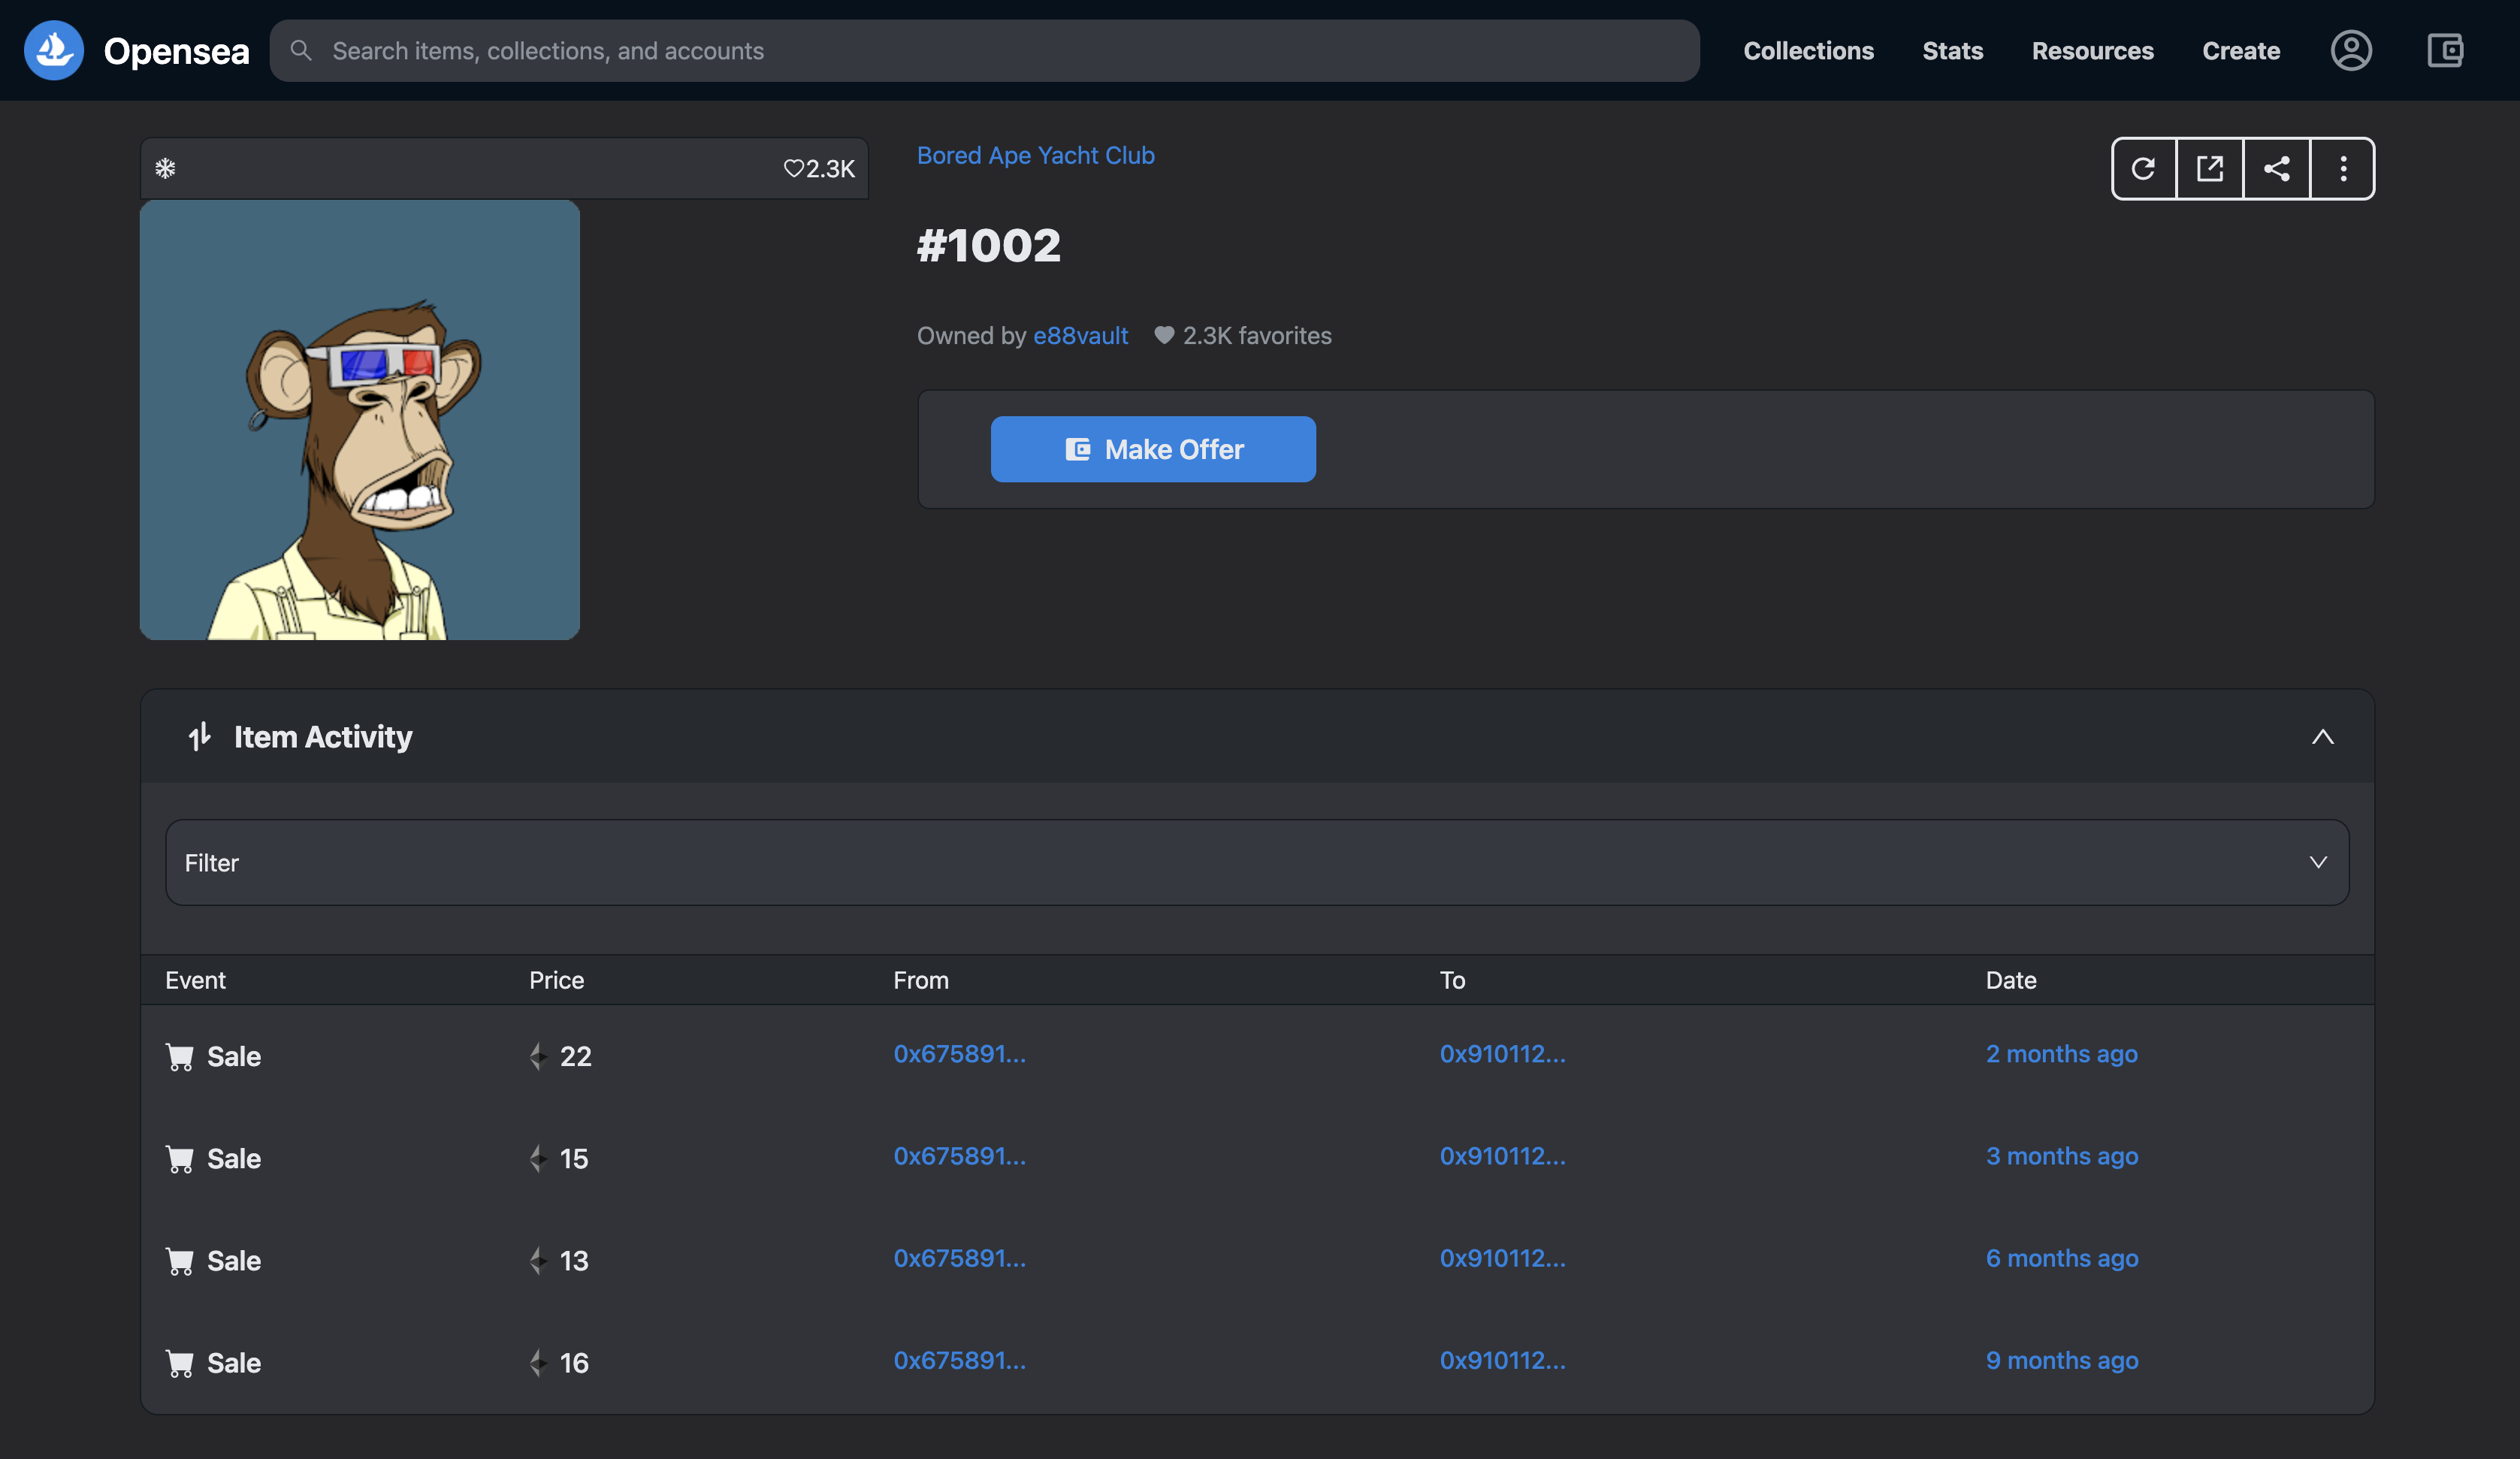 Opensea
Search items, collections, and accounts
Collections
Stats
Resources
Create
2.3K
Bored Ape Yacht Club
#1002
Owned by e88vault 2.3K favorites
Make Offer
Item Activity
Filter
Event Price From To Date
Sale 22 0x675891... 0x910112... 2 months ago
Sale 15 0x675891... 0x910112... 3 months ago
Sale 13 0x675891... 0x910112... 6 months ago
Sale 16 0x675891... 0x910112... 9 months ago